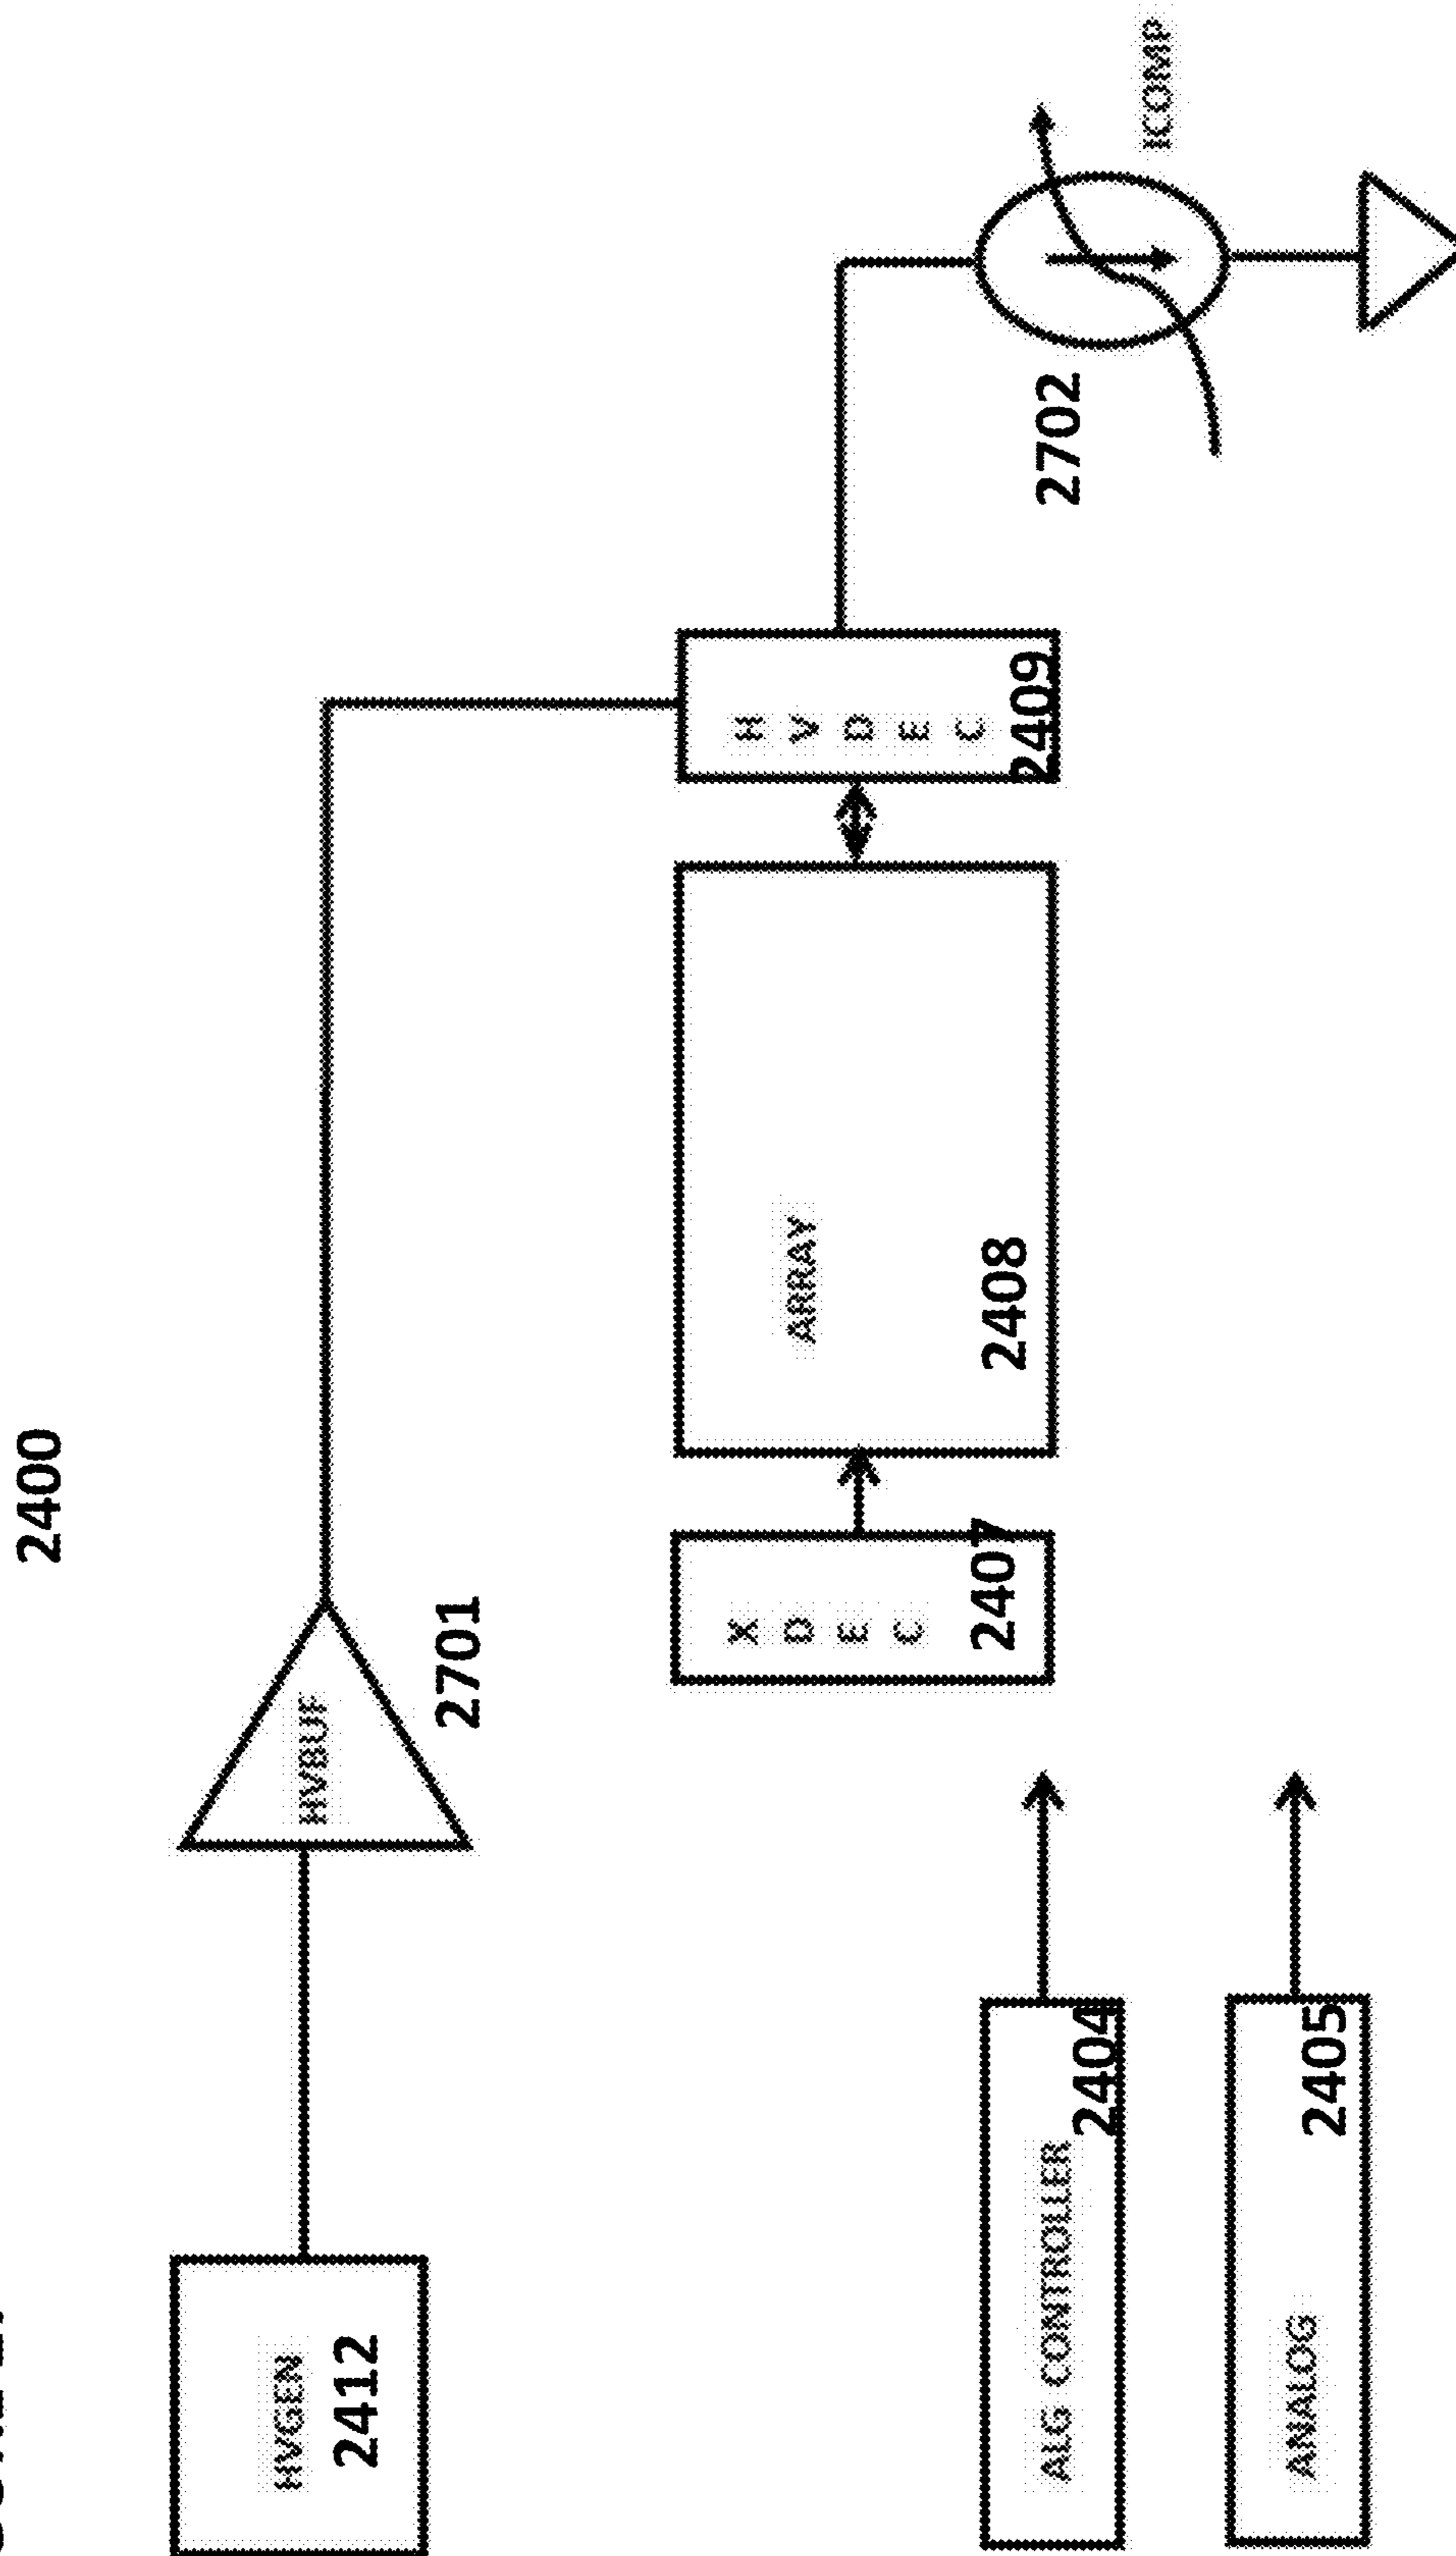 2400
HVGEN
2412
HVBUF
2701
X
D
E
C
2407
ARRAY
2408
H
V
D
E
C
2409
2702
ICOMP
ALG CONTROLLER
2404
ANALOG
2405